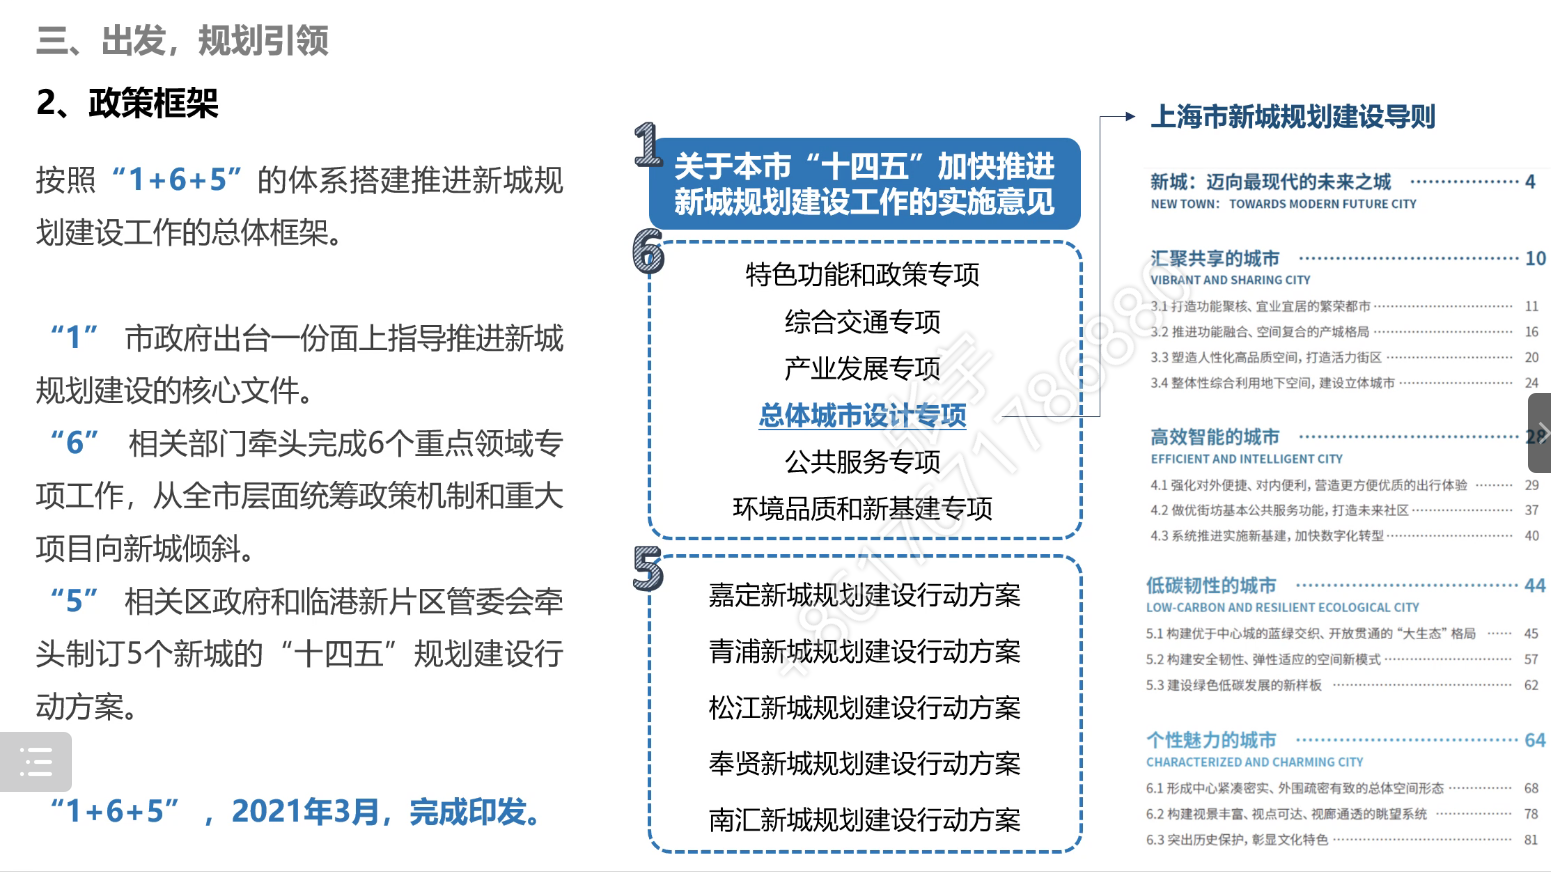 三、出发，规划引领
2、政策框架
按照“1+6+5”的体系搭建推进新城规
划建设工作的总体框架。
“1” 市政府出台一份面上指导推进新城
规划建设的核心文件。
“6” 相关部门牵头完成6个重点领域专
项工作，从全市层面统筹政策机制和重大
项目向新城倾斜。
“5” 相关区政府和临港新片区管委会牵
头制订5个新城的“十四五”规划建设行
动方案。
“1+6+5”，2021年3月，完成印发。
1
关于本市“十四五”加快推进
新城规划建设工作的实施意见
6
特色功能和政策专项
综合交通专项
产业发展专项
总体城市设计专项
公共服务专项
环境品质和新基建专项
5
嘉定新城规划建设行动方案
青浦新城规划建设行动方案
松江新城规划建设行动方案
奉贤新城规划建设行动方案
南汇新城规划建设行动方案
上海市新城规划建设导则
新城：迈向最现代的未来之城 ⋯⋯⋯⋯ 4
NEW TOWN： TOWARDS MODERN FUTURE CITY
汇聚共享的城市 ⋯⋯⋯⋯ 10
VIBRANT AND SHARING CITY
3.1 打造功能聚核、宜业宜居的繁荣都市 ⋯⋯⋯⋯ 11
3.2 推进功能融合、空间复合的产城格局 ⋯⋯⋯⋯ 16
3.3 塑造人性化高品质空间，打造活力街区 ⋯⋯⋯⋯ 20
3.4 整体性综合利用地下空间，建设立体城市 ⋯⋯⋯⋯ 24
高效智能的城市 ⋯⋯⋯⋯ 28
EFFICIENT AND INTELLIGENT CITY
4.1 强化对外便捷、对内便利，营造更方便优质的出行体验 ⋯⋯⋯⋯ 29
4.2 做优街坊基本公共服务功能，打造未来社区 ⋯⋯⋯⋯ 37
4.3 系统推进实施新基建，加快数字化转型 ⋯⋯⋯⋯ 40
低碳韧性的城市 ⋯⋯⋯⋯ 44
LOW-CARBON AND RESILIENT ECOLOGICAL CITY
5.1 构建优于中心城的蓝绿交织、开放贯通的“大生态”格局 ⋯⋯ 45
5.2 构建安全韧性、弹性适应的空间新模式 ⋯⋯⋯⋯ 57
5.3 建设绿色低碳发展的新样板 ⋯⋯⋯⋯ 62
个性魅力的城市 ⋯⋯⋯⋯ 64
CHARACTERIZED AND CHARMING CITY
6.1 形成中心紧凑密实、外围疏密有致的总体空间形态 ⋯⋯⋯⋯ 68
6.2 构建视景丰富、视点可达、视廊通透的眺望系统 ⋯⋯⋯⋯ 78
6.3 突出历史保护，彰显文化特色 ⋯⋯⋯⋯ 81
+8617671786880